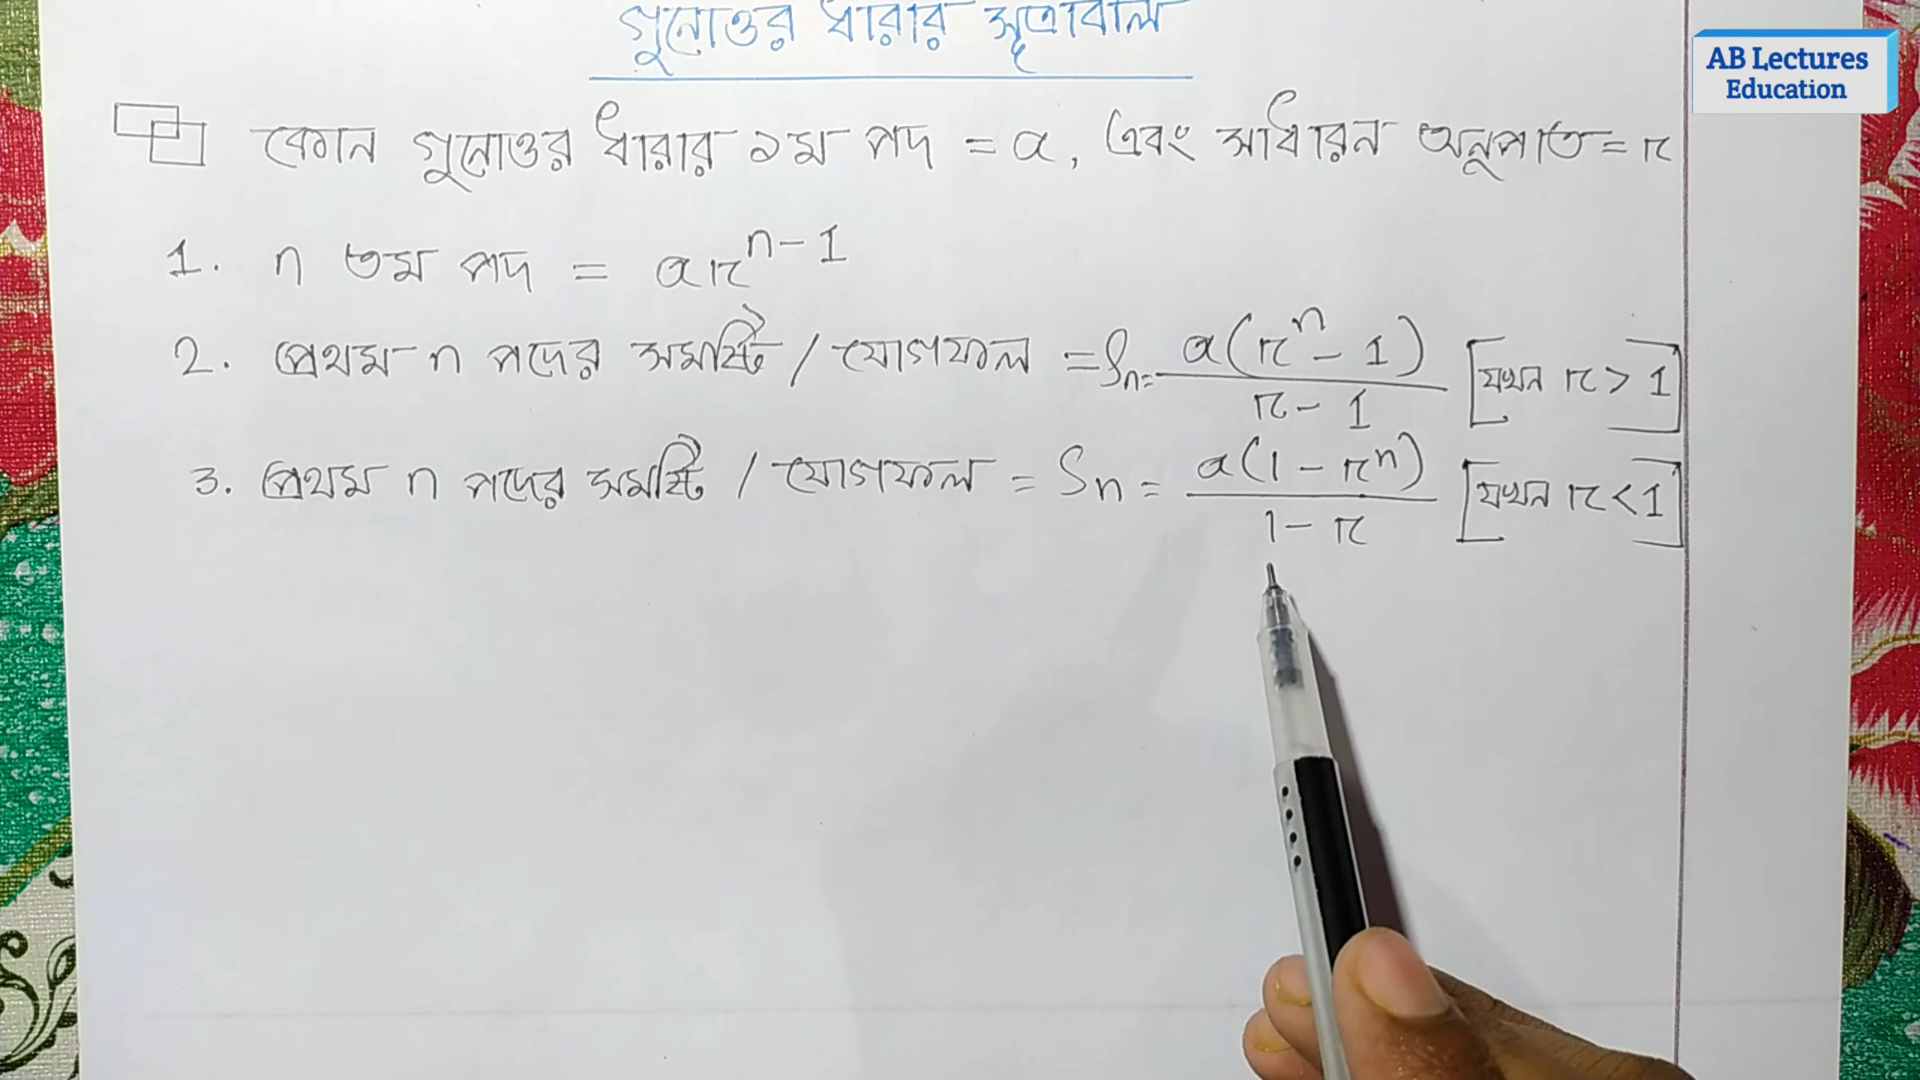 গুনোত্তর ধারার সূত্রাবলি
AB Lectures
Education
কোন গুনোত্তর ধারার ১ম পদ = a, এবং সাধারন অনুপাত = r
1. n তম পদ = ar^{n-1}
2. প্রথম n পদের সমষ্টি / যোগফল = Sn = a(r^n - 1) / r - 1 [যখন r > 1]
3. প্রথম n পদের সমষ্টি / যোগফল = Sn = a(1 - r^n) / 1 - r [যখন r < 1]